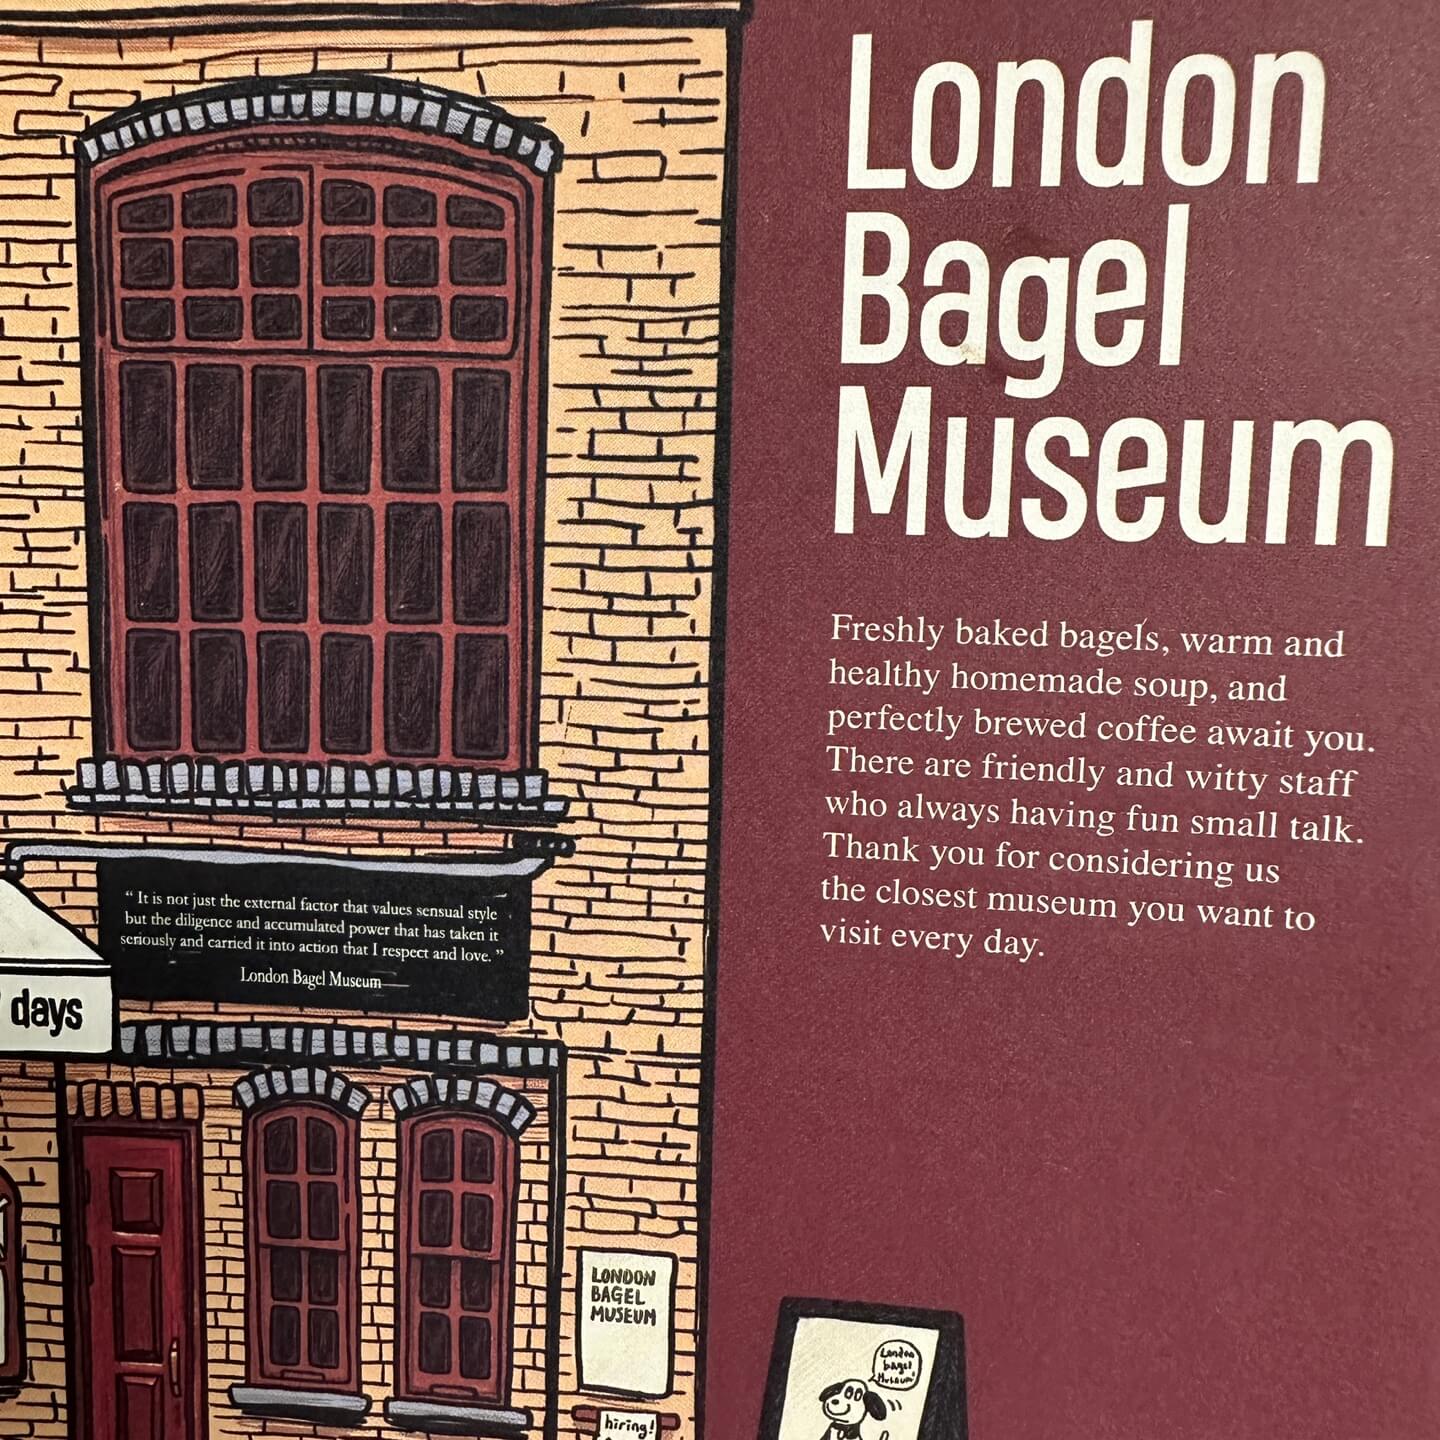 London
Bagel
Museum
Freshly baked bagels, warm and
healthy homemade soup, and
perfectly brewed coffee await you.
There are friendly and witty staff
who always having fun small talk.
Thank you for considering us
the closest museum you want to
visit every day.
“ It is not just the external factor that values sensual style
but the diligence and accumulated power that has taken it
seriously and carried it into action that I respect and love. ”
London Bagel Museum
days
LONDON
BAGEL
MUSEUM
hiring!
London
bagel
Museum